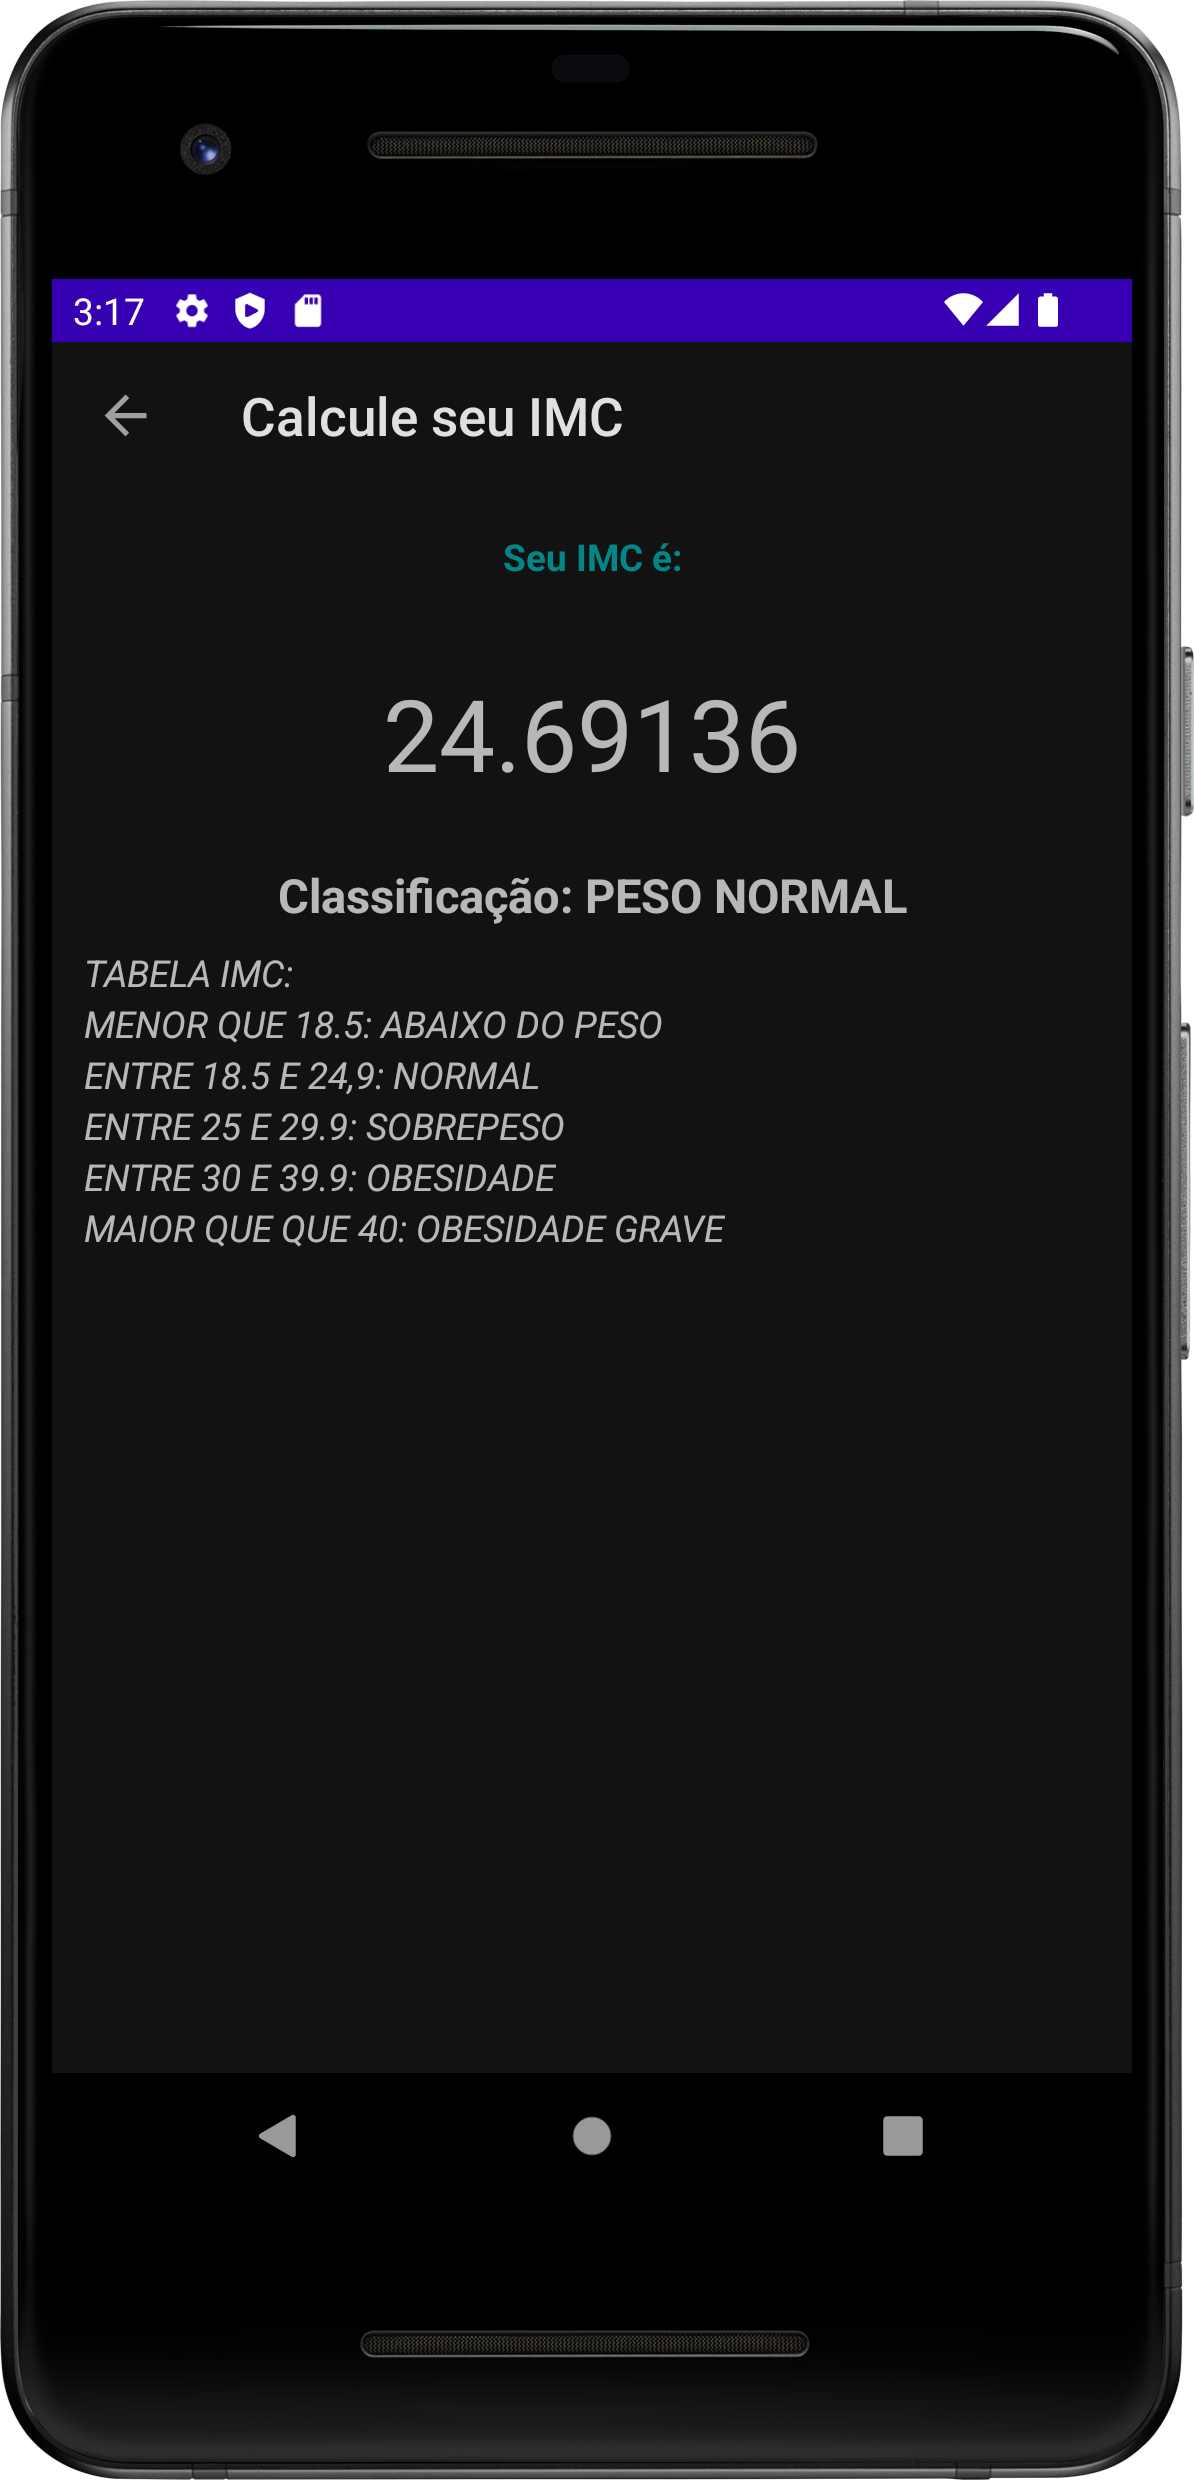 3:17
Calcule seu IMC
Seu IMC é:
24.69136
Classificação: PESO NORMAL
TABELA IMC:
MENOR QUE 18.5: ABAIXO DO PESO
ENTRE 18.5 E 24,9: NORMAL
ENTRE 25 E 29.9: SOBREPESO
ENTRE 30 E 39.9: OBESIDADE
MAIOR QUE QUE 40: OBESIDADE GRAVE